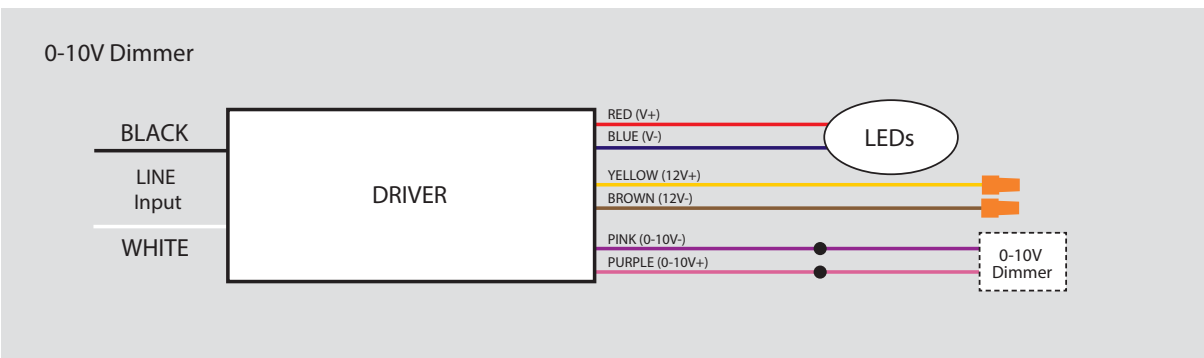 0-10V Dimmer
BLACK
LINE
Input
WHITE
DRIVER
RED (V+)
BLUE (V-)
LEDs
YELLOW (12V+)
BROWN (12V-)
PINK (0-10V-)
PURPLE (0-10V+)
0-10V
Dimmer